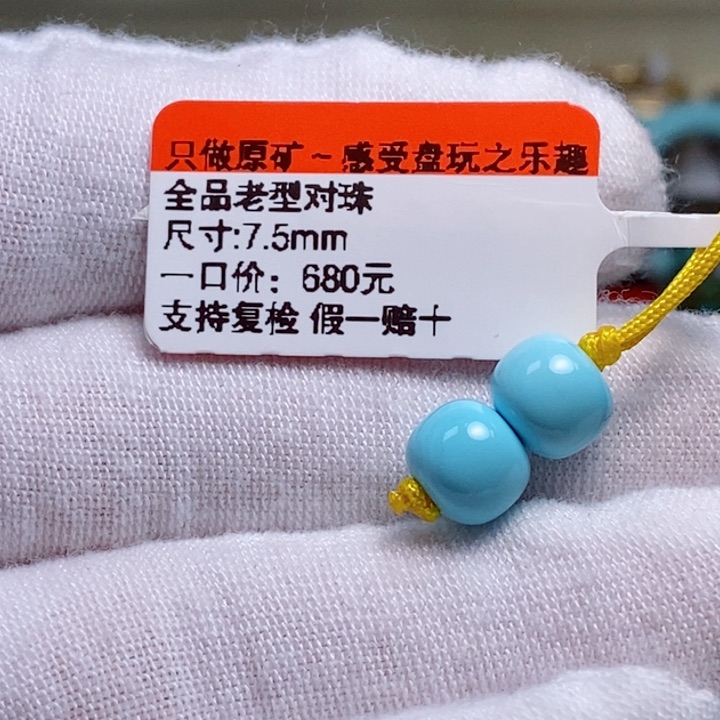 只做原矿~感受盘玩之乐趣
全品老型对珠
尺寸:7.5mm
一口价：680元
支持复检 假一赔十